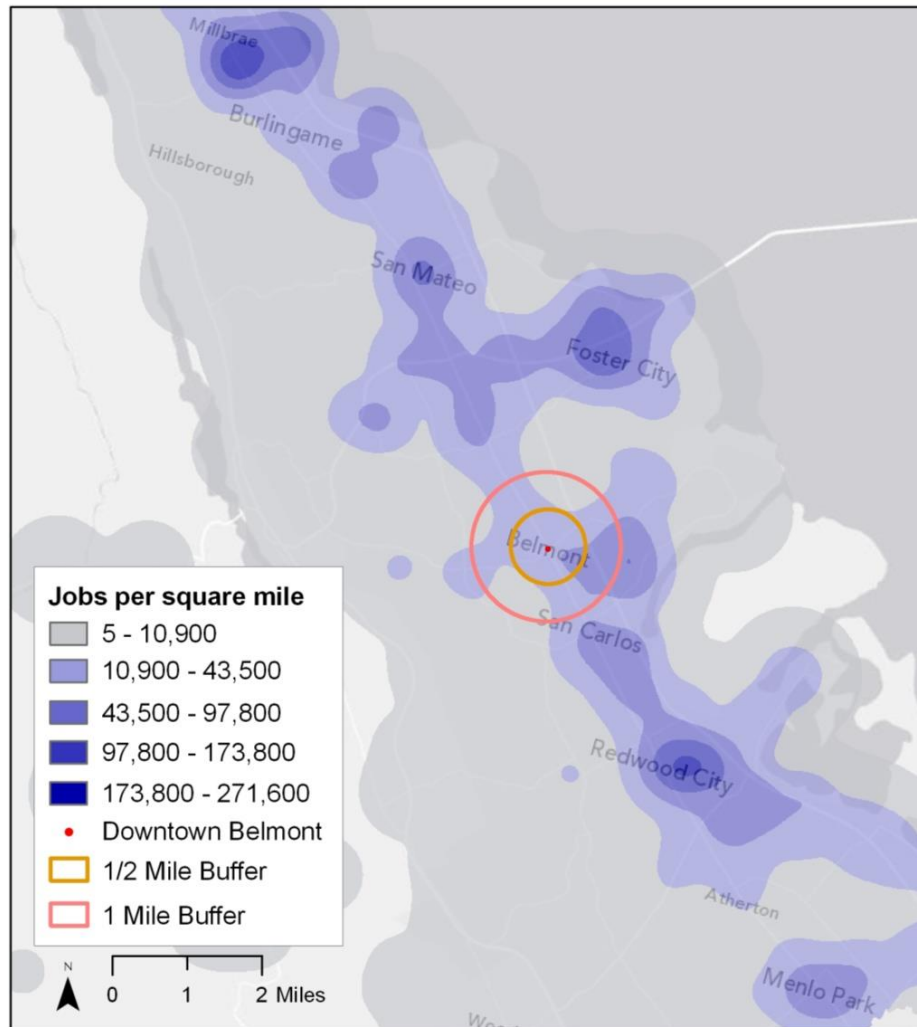 Millbrae
Burlingame
Hillsborough
San Mateo
Foster City
Belmont
San Carlos
Redwood City
Atherton
Menlo Park
Jobs per square mile
5 - 10,900
10,900 - 43,500
43,500 - 97,800
97,800 - 173,800
173,800 - 271,600
Downtown Belmont
1/2 Mile Buffer
1 Mile Buffer
N
0 1 2 Miles